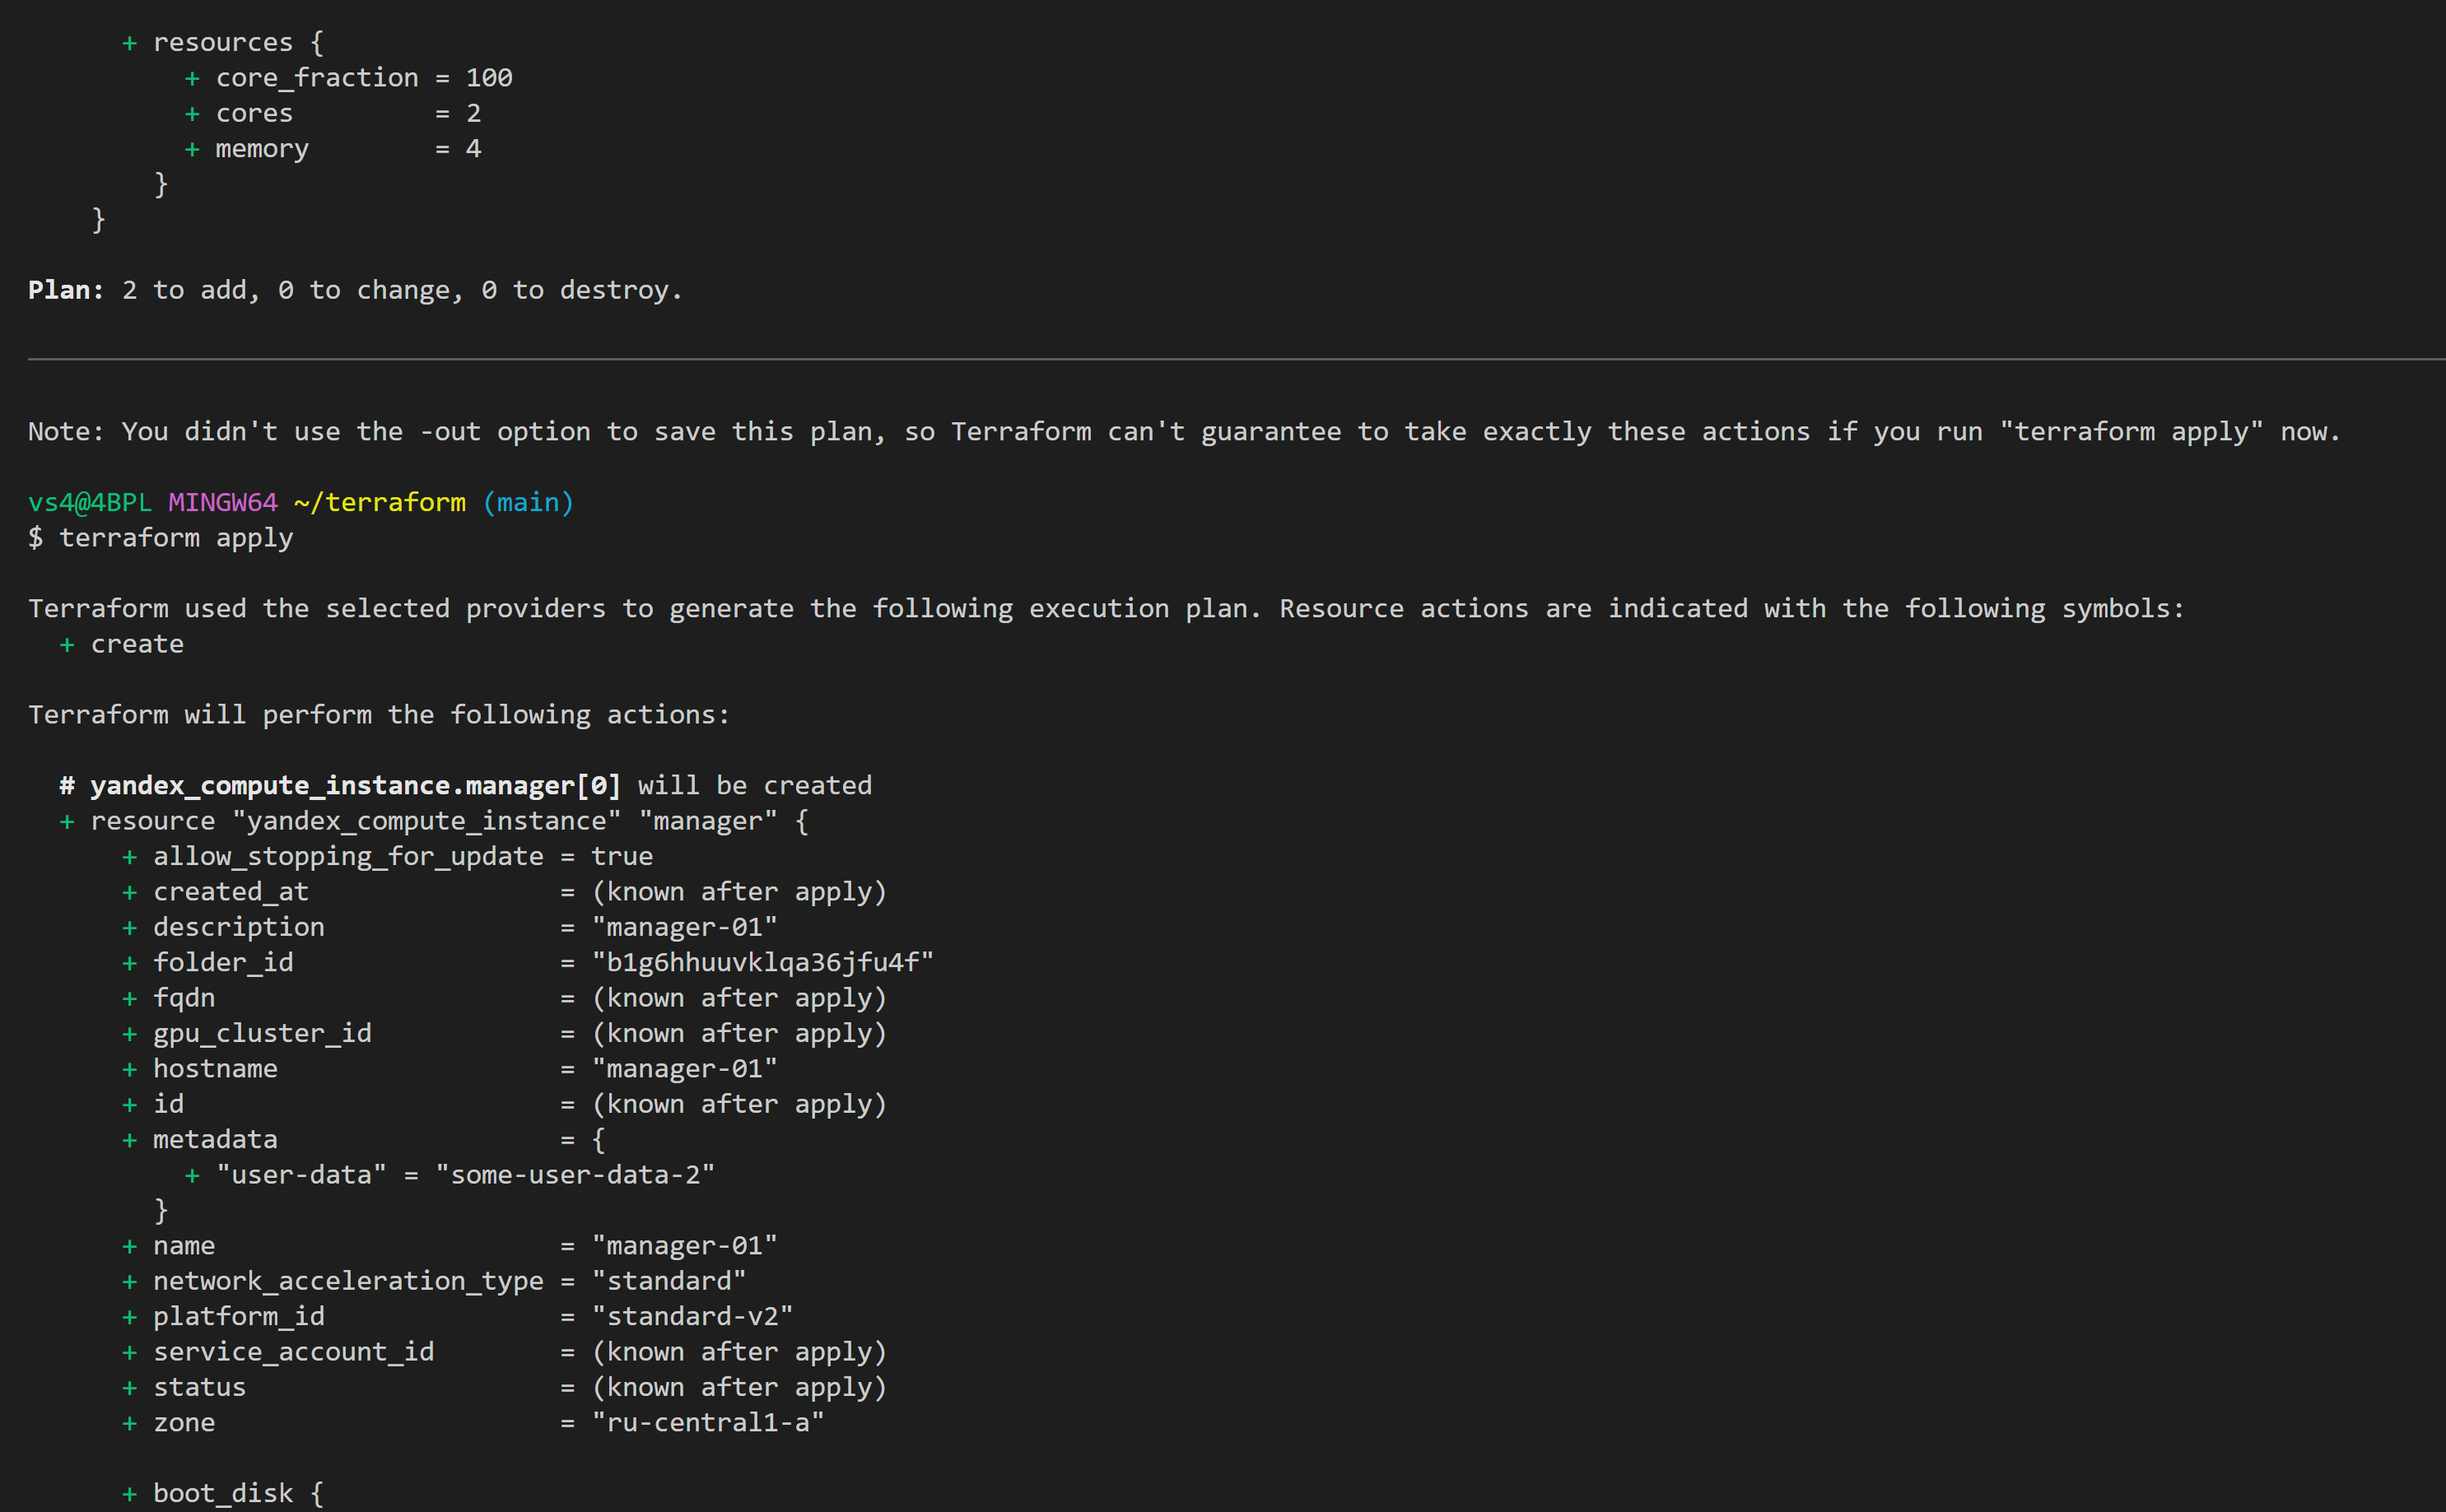 + resources {
+ core_fraction = 100
+ cores         = 2
+ memory        = 4
}
}
Plan: 2 to add, 0 to change, 0 to destroy.
Note: You didn't use the -out option to save this plan, so Terraform can't guarantee to take exactly these actions if you run "terraform apply" now.
vs4@4BPL MINGW64 ~/terraform (main)
$ terraform apply
Terraform used the selected providers to generate the following execution plan. Resource actions are indicated with the following symbols:
+ create
Terraform will perform the following actions:
# yandex_compute_instance.manager[0] will be created
+ resource "yandex_compute_instance" "manager" {
+ allow_stopping_for_update = true
+ created_at                = (known after apply)
+ description               = "manager-01"
+ folder_id                 = "b1g6hhuuvklqa36jfu4f"
+ fqdn                      = (known after apply)
+ gpu_cluster_id            = (known after apply)
+ hostname                  = "manager-01"
+ id                        = (known after apply)
+ metadata                  = {
+ "user-data" = "some-user-data-2"
}
+ name                      = "manager-01"
+ network_acceleration_type = "standard"
+ platform_id               = "standard-v2"
+ service_account_id        = (known after apply)
+ status                    = (known after apply)
+ zone                      = "ru-central1-a"
+ boot_disk {